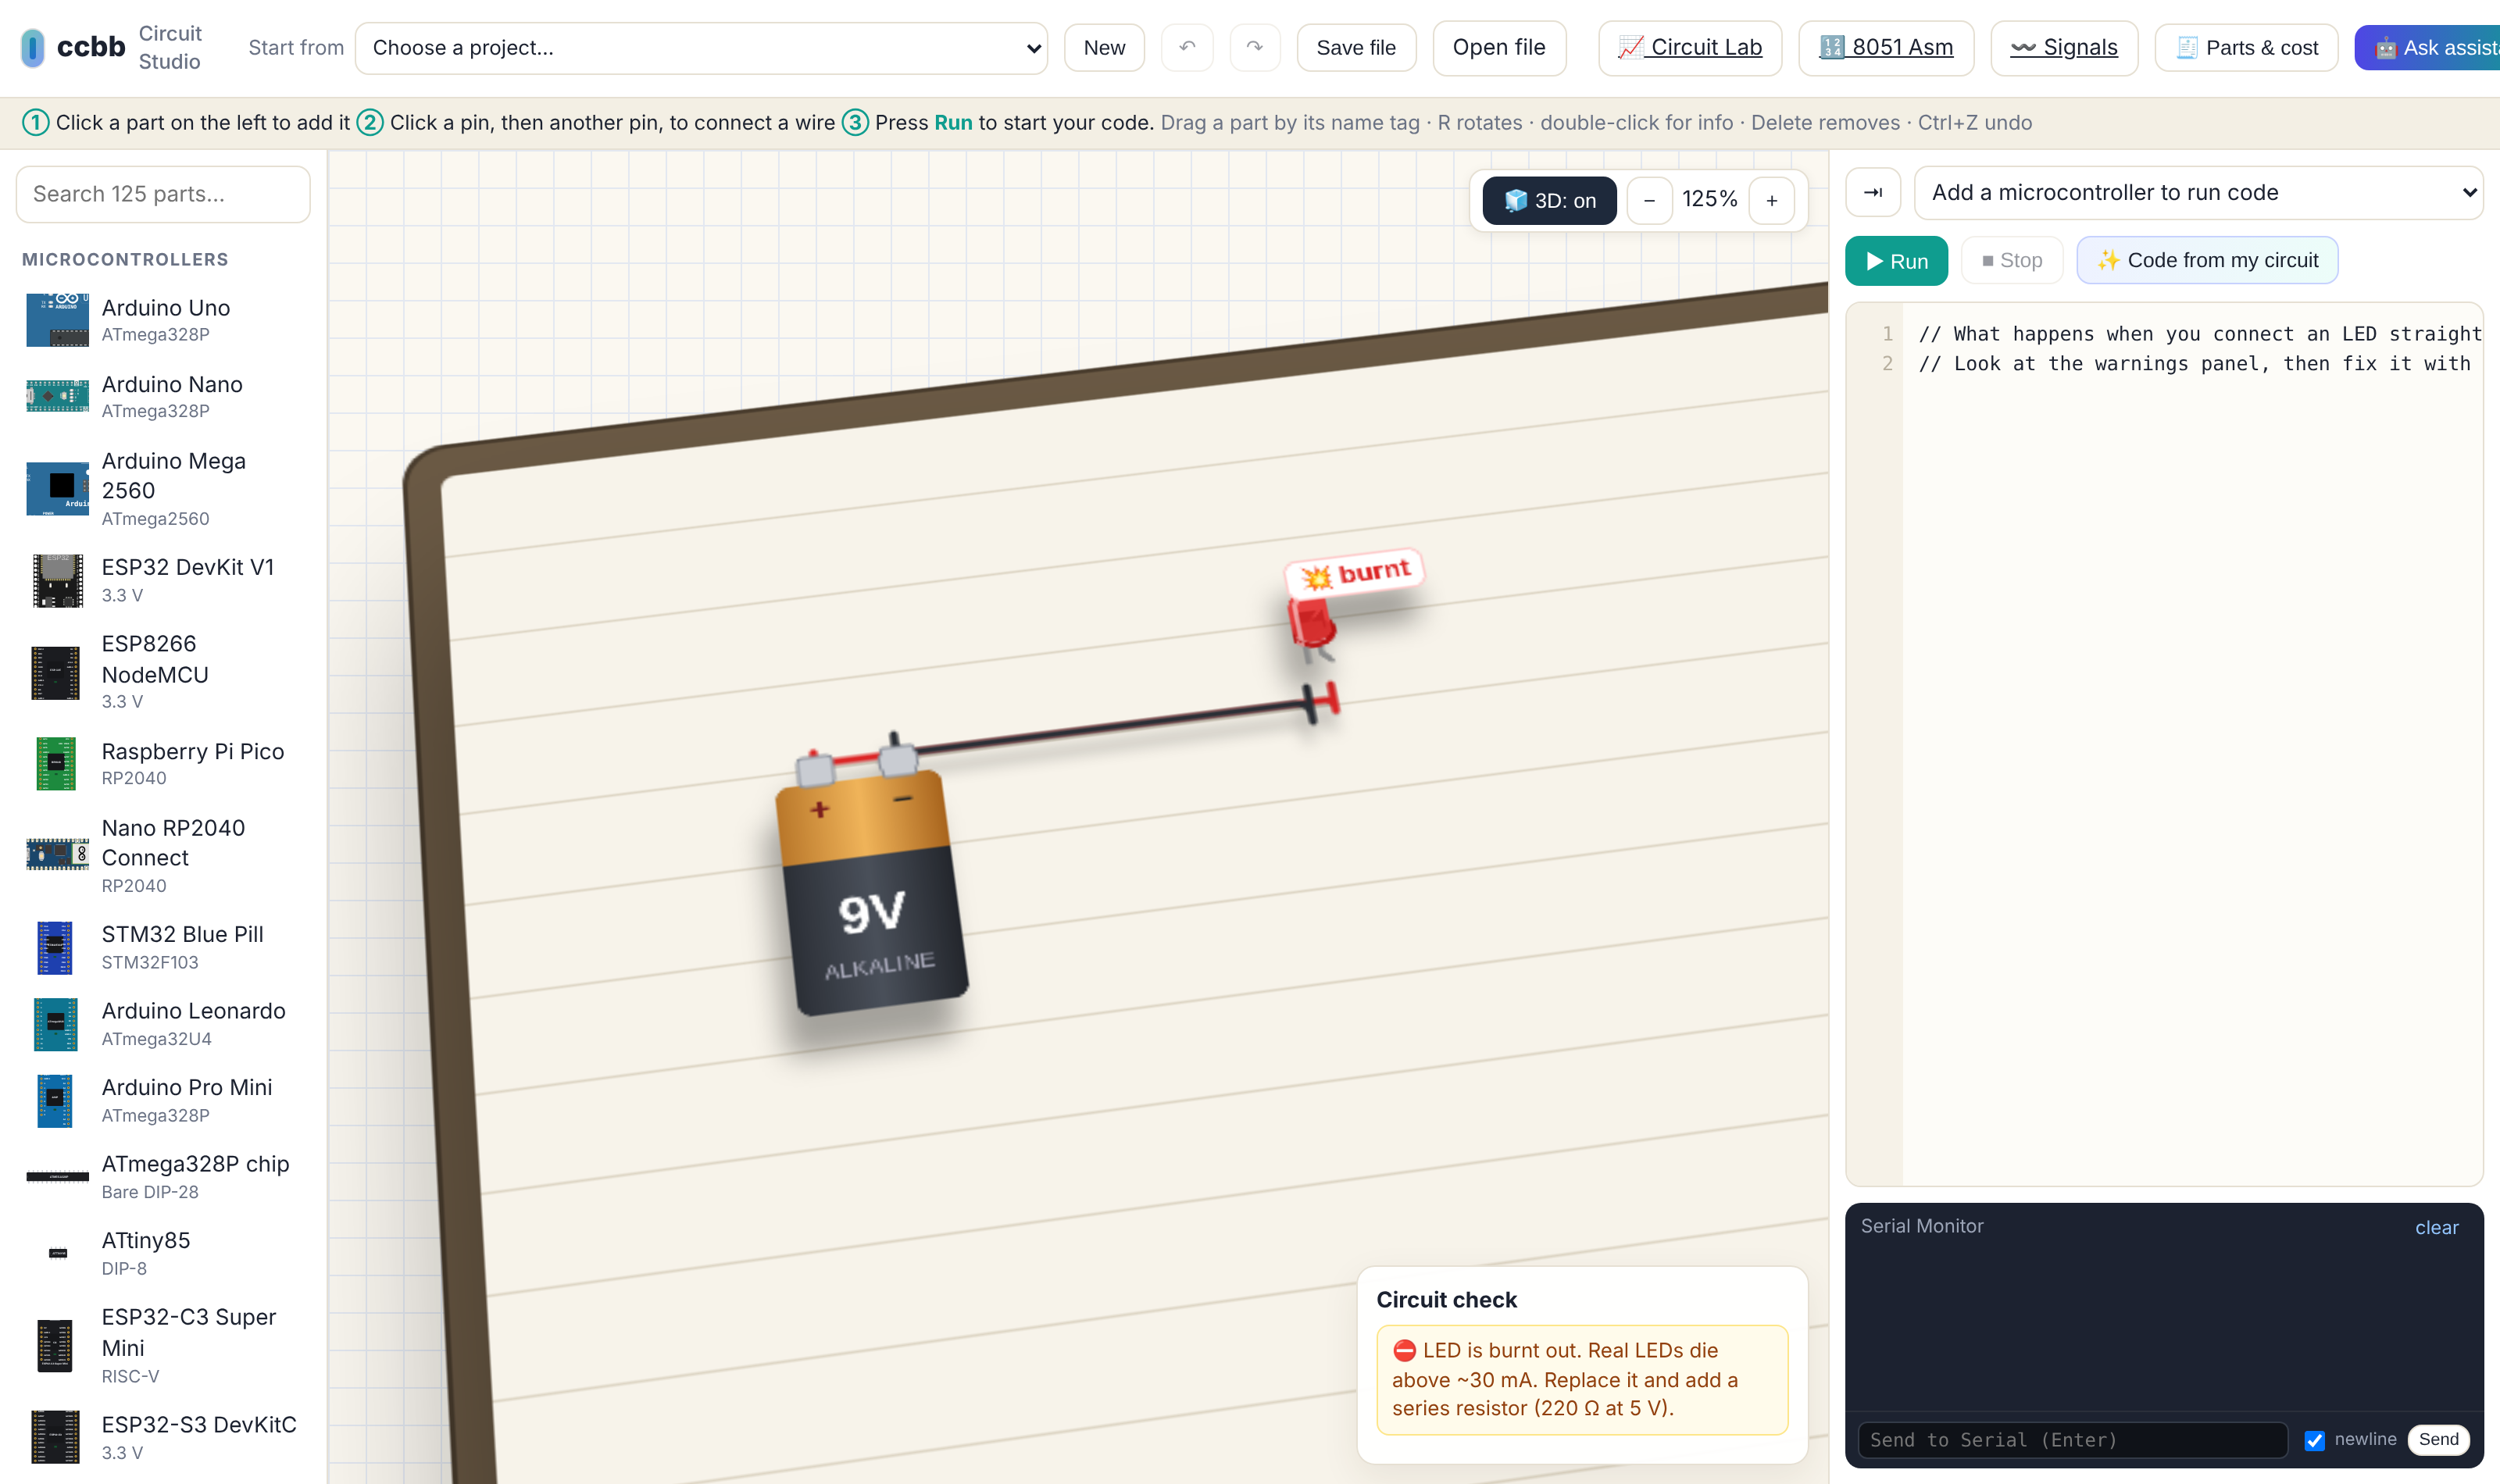 ccbb
Circuit Studio
Start from
Choose a project...
New
Save file
Open file
Circuit Lab
8051 Asm
Signals
Parts & cost
Ask
1 Click a part on the left to add it 2 Click a pin, then another pin, to connect a wire 3 Press Run to start your code. Drag a part by its name tag · R rotates · double-click for info · Delete removes · Ctrl+Z undo
Search 125 parts...
MICROCONTROLLERS
Arduino Uno
ATmega328P
Arduino Nano
ATmega328P
Arduino Mega
2560
ATmega2560
ESP32 DevKit V1
3.3 V
ESP8266
NodeMCU
3.3 V
Raspberry Pi Pico
RP2040
Nano RP2040
Connect
RP2040
STM32 Blue Pill
STM32F103
Arduino Leonardo
ATmega32U4
Arduino Pro Mini
ATmega328P
ATmega328P chip
Bare DIP-28
ATtiny85
DIP-8
ESP32-C3 Super
Mini
RISC-V
ESP32-S3 DevKitC
3.3 V
3D: on
−
125%
+
burnt
+ −
9V
ALKALINE
Circuit check
LED is burnt out. Real LEDs die
above ~30 mA. Replace it and add a
series resistor (220 Ω at 5 V).
Add a microcontroller to run code
Run
Stop
Code from my circuit
1 // What happens when you connect an LED straight
2 // Look at the warnings panel, then fix it with
Serial Monitor
clear
Send to Serial (Enter)
newline
Send